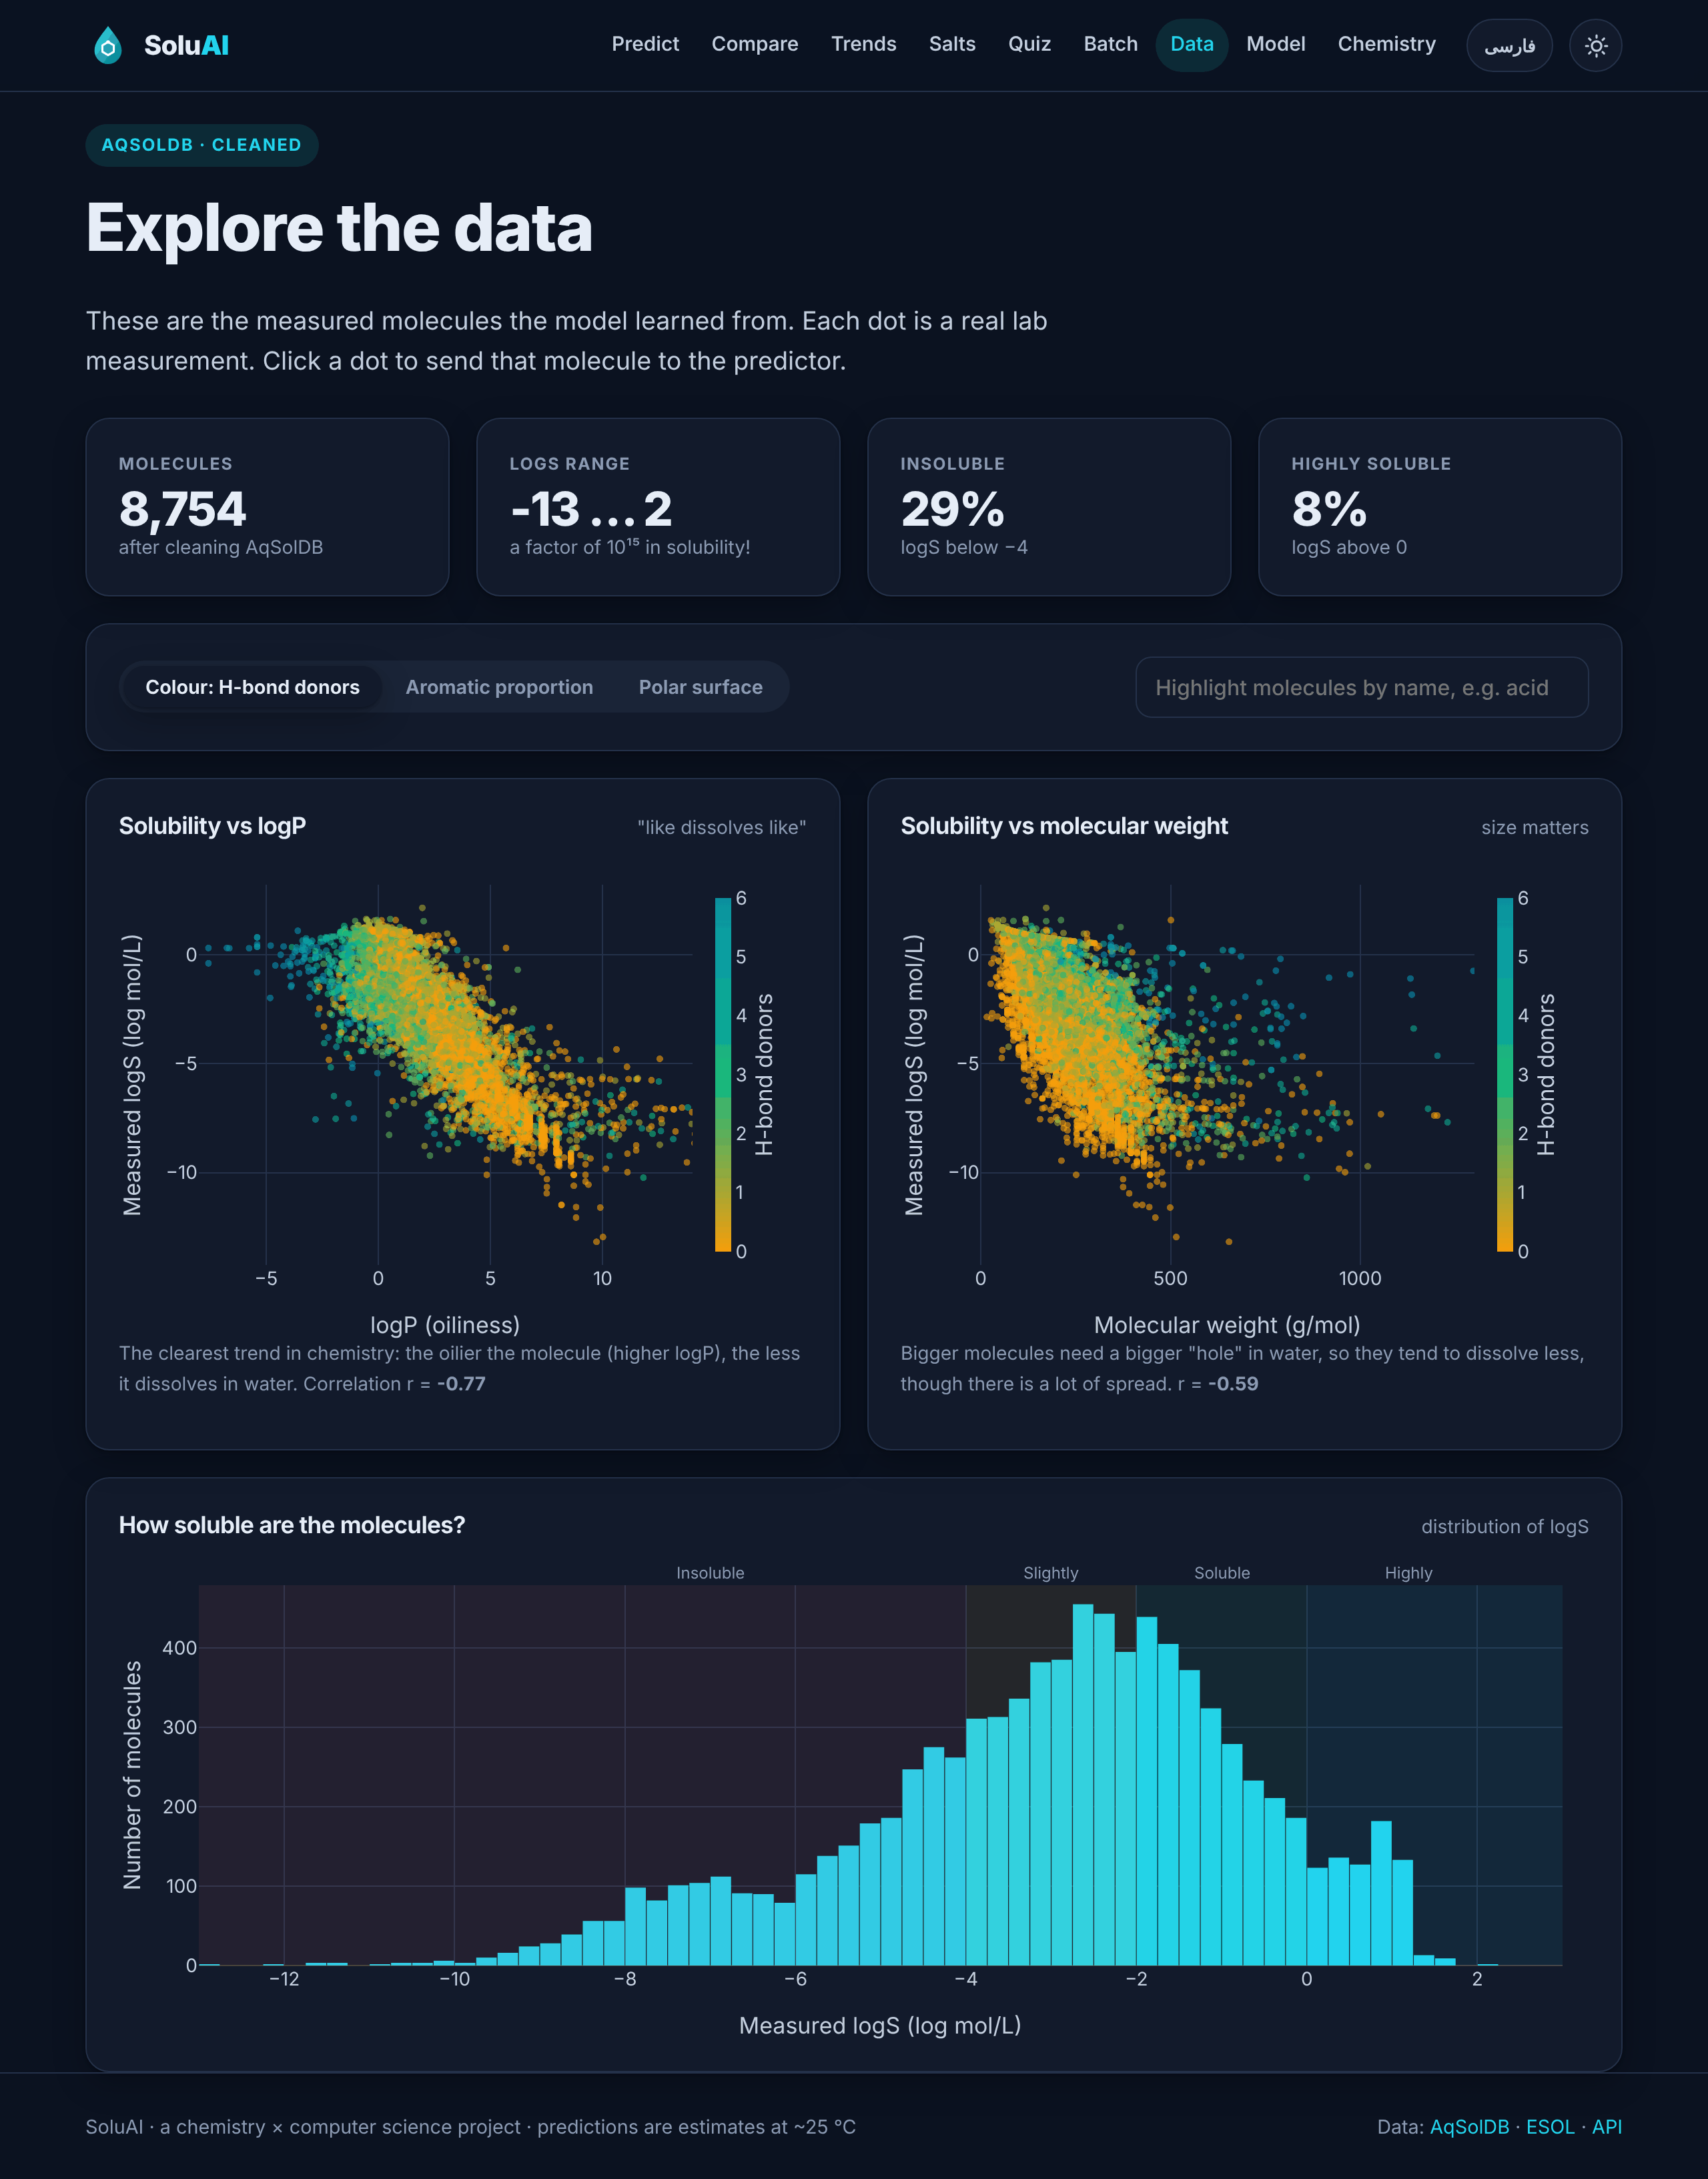 SoluAI
Predict
Compare
Trends
Salts
Quiz
Batch
Data
Model
Chemistry
فارسی
AQSOLDB · CLEANED
Explore the data
These are the measured molecules the model learned from. Each dot is a real lab
measurement. Click a dot to send that molecule to the predictor.
MOLECULES
8,754
after cleaning AqSolDB
LOGS RANGE
-13 … 2
a factor of 10¹⁵ in solubility!
INSOLUBLE
29%
logS below −4
HIGHLY SOLUBLE
8%
logS above 0
Colour: H-bond donors
Aromatic proportion
Polar surface
Highlight molecules by name, e.g. acid
Solubility vs logP
"like dissolves like"
Measured logS (log mol/L)
0
−5
−10
−5
0
5
10
logP (oiliness)
6
5
4
3
2
1
0
H-bond donors
The clearest trend in chemistry: the oilier the molecule (higher logP), the less
it dissolves in water. Correlation r = -0.77
Solubility vs molecular weight
size matters
Measured logS (log mol/L)
0
−5
−10
0
500
1000
Molecular weight (g/mol)
6
5
4
3
2
1
0
H-bond donors
Bigger molecules need a bigger "hole" in water, so they tend to dissolve less,
though there is a lot of spread. r = -0.59
How soluble are the molecules?
distribution of logS
Insoluble
Slightly
Soluble
Highly
Number of molecules
400
300
200
100
0
−12
−10
−8
−6
−4
−2
0
2
Measured logS (log mol/L)
SoluAI · a chemistry × computer science project · predictions are estimates at ~25 °C
Data: AqSolDB · ESOL · API